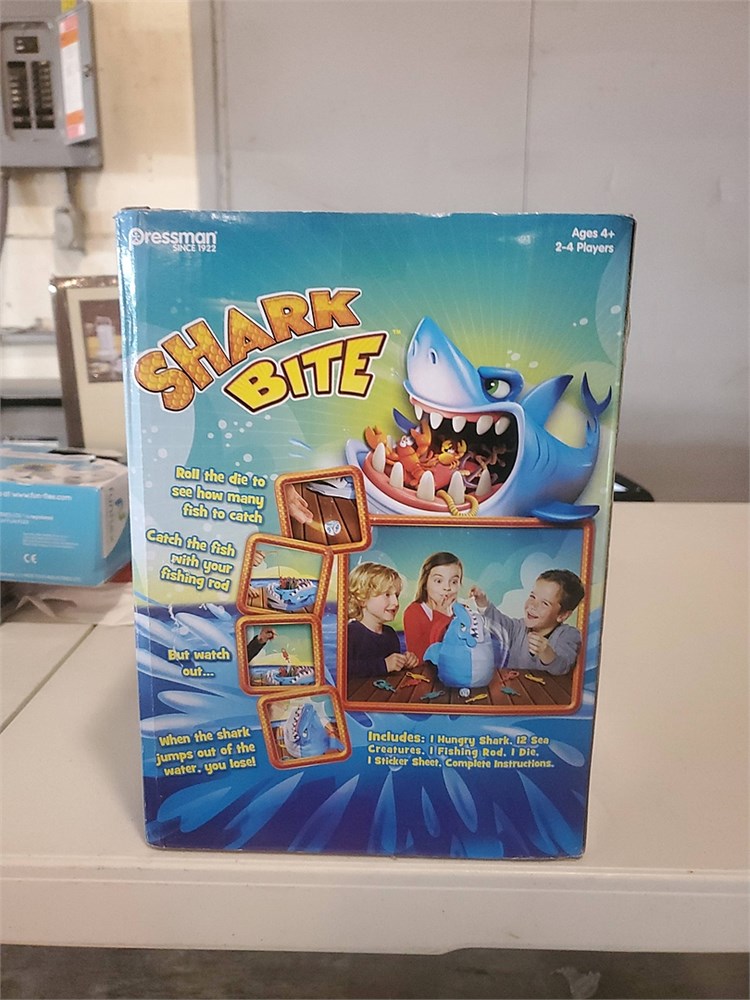 Pressman
SINCE 1922
Ages 4+
2-4 Players
SHARK
BITE™
Roll the die to
see how many
fish to catch
Catch the fish
with your
fishing rod
But watch
out...
When the shark
jumps out of the
water, you lose!
Includes: 1 Hungry Shark, 12 Sea
Creatures, 1 Fishing Rod, 1 Die,
1 Sticker Sheet, Complete Instructions.
CE